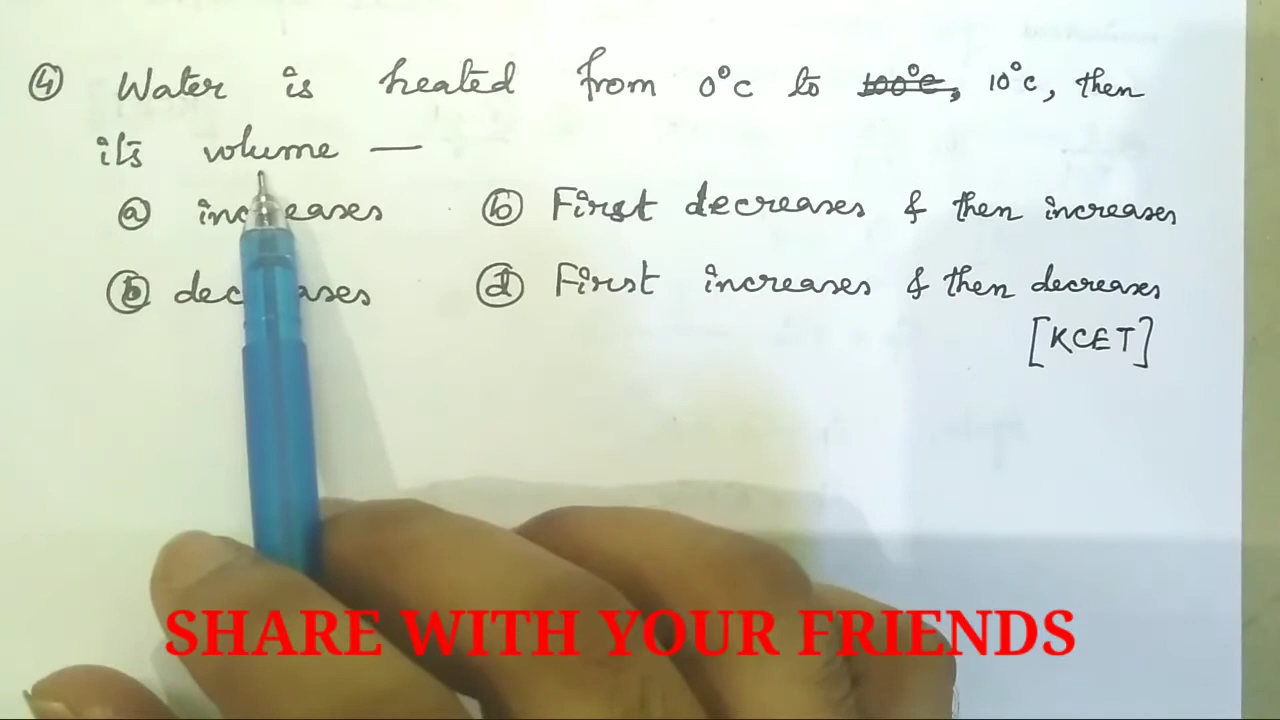 ④ Water is heated from 0°C to 100°C, 10°C, then
its volume —
ⓐ increases ⓑ First decreases & then increases
ⓑ decreases ⓓ First increases & then decreases
[KCET]
SHARE WITH YOUR FRIENDS